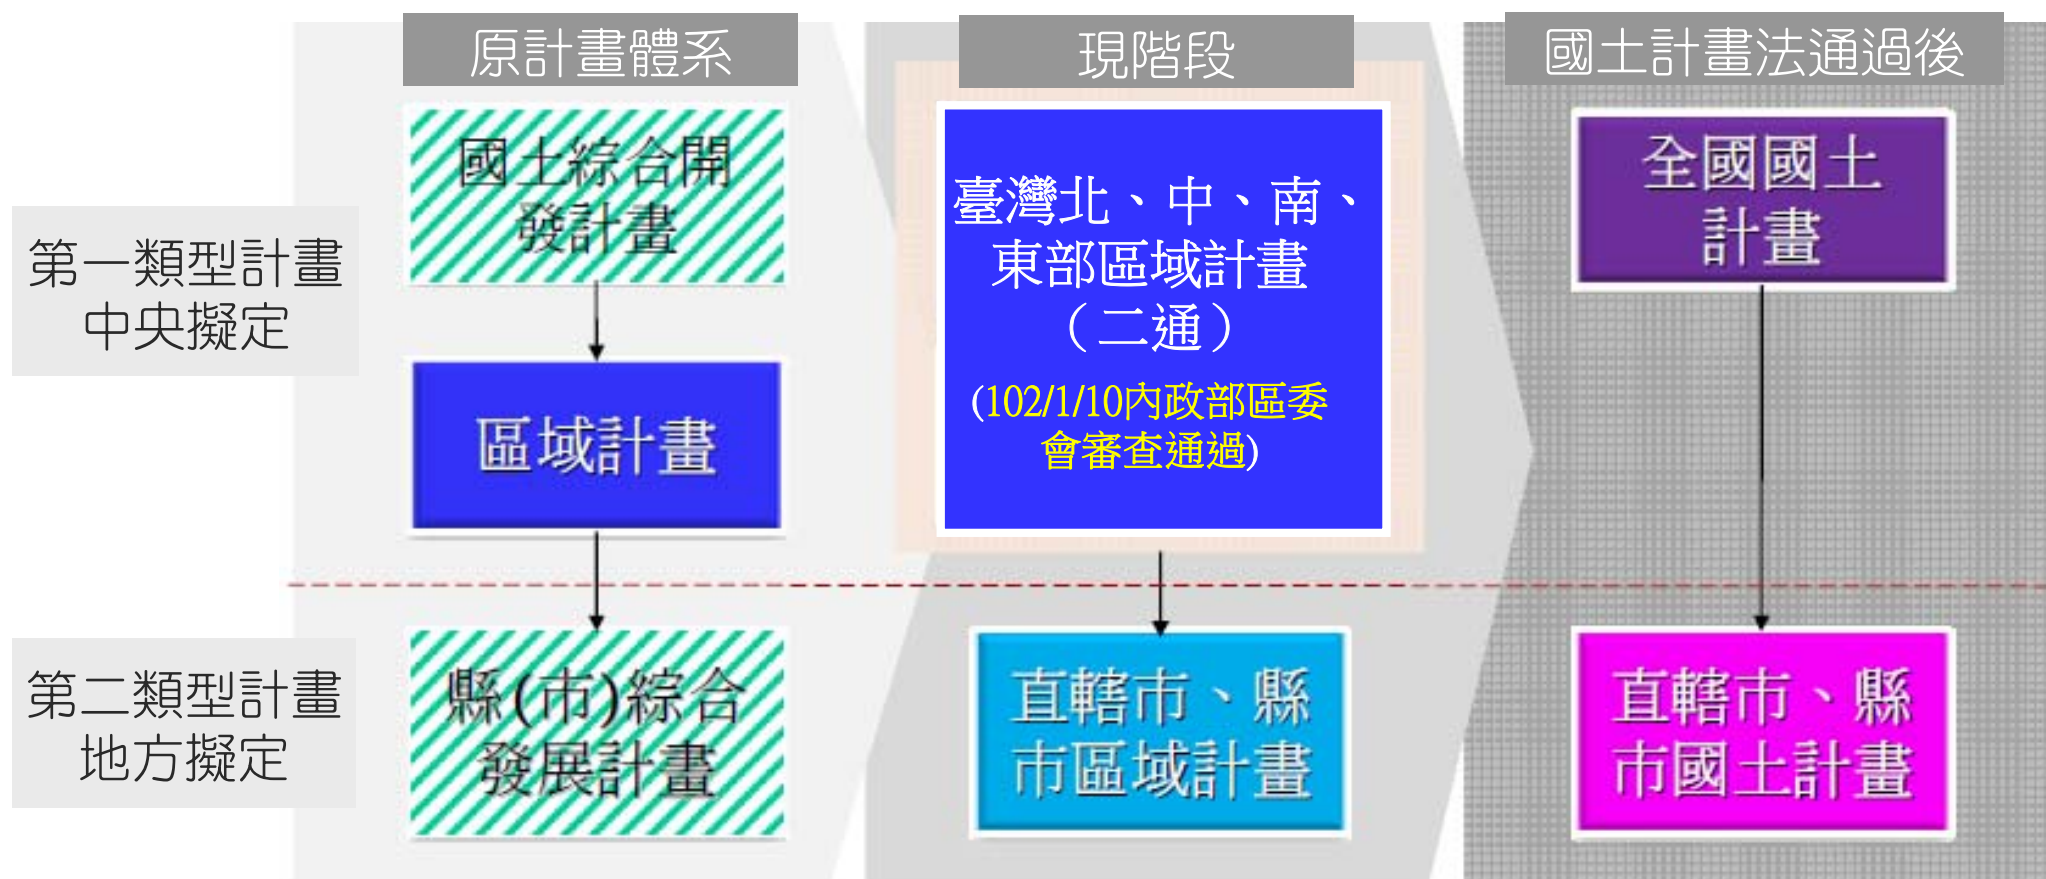 原計畫體系
現階段
國土計畫法通過後
第一類型計畫
中央擬定
國土綜合開
發計畫
區域計畫
臺灣北、中、南、
東部區域計畫
（二通）
(102/1/10內政部區委
會審查通過)
全國國土
計畫
第二類型計畫
地方擬定
縣(市)綜合
發展計畫
直轄市、縣
市區域計畫
直轄市、縣
市國土計畫